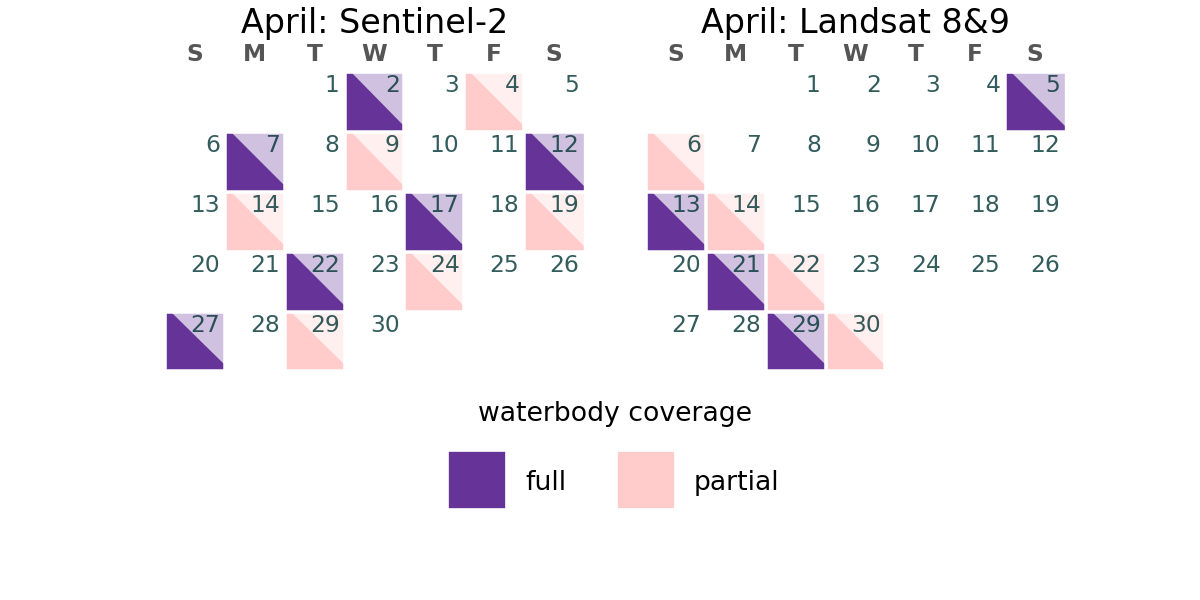 April: Sentinel-2
S M T W T F S
1 2 3 4 5
6 7 8 9 10 11 12
13 14 15 16 17 18 19
20 21 22 23 24 25 26
27 28 29 30
April: Landsat 8&9
S M T W T F S
1 2 3 4 5
6 7 8 9 10 11 12
13 14 15 16 17 18 19
20 21 22 23 24 25 26
27 28 29 30
waterbody coverage
full
partial